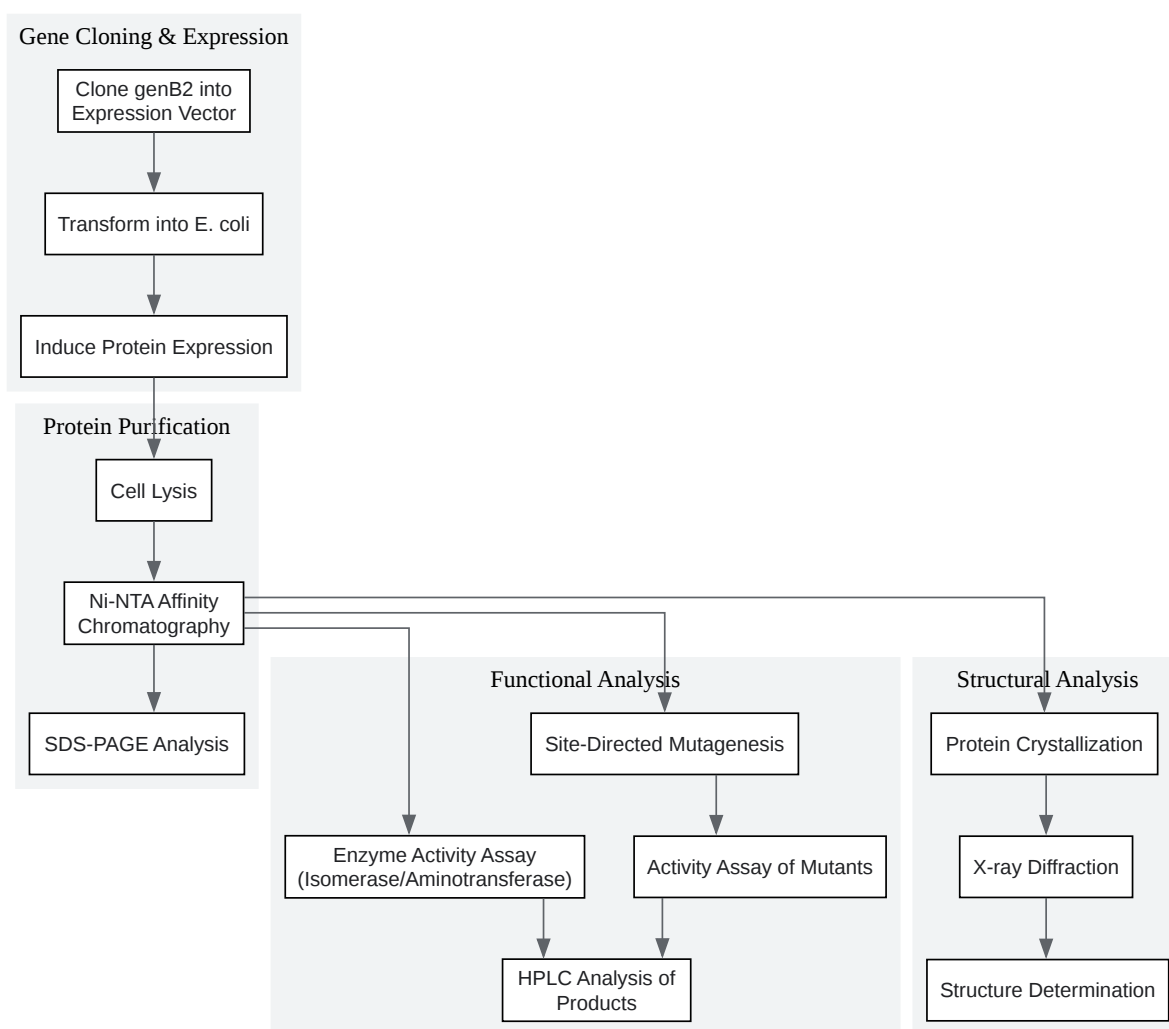 Gene Cloning & Expression
Clone genB2 into
Expression Vector
Transform into E. coli
Induce Protein Expression
Protein Purification
Cell Lysis
Ni-NTA Affinity
Chromatography
SDS-PAGE Analysis
Functional Analysis
Site-Directed Mutagenesis
Enzyme Activity Assay
(Isomerase/Aminotransferase)
Activity Assay of Mutants
HPLC Analysis of
Products
Structural Analysis
Protein Crystallization
X-ray Diffraction
Structure Determination